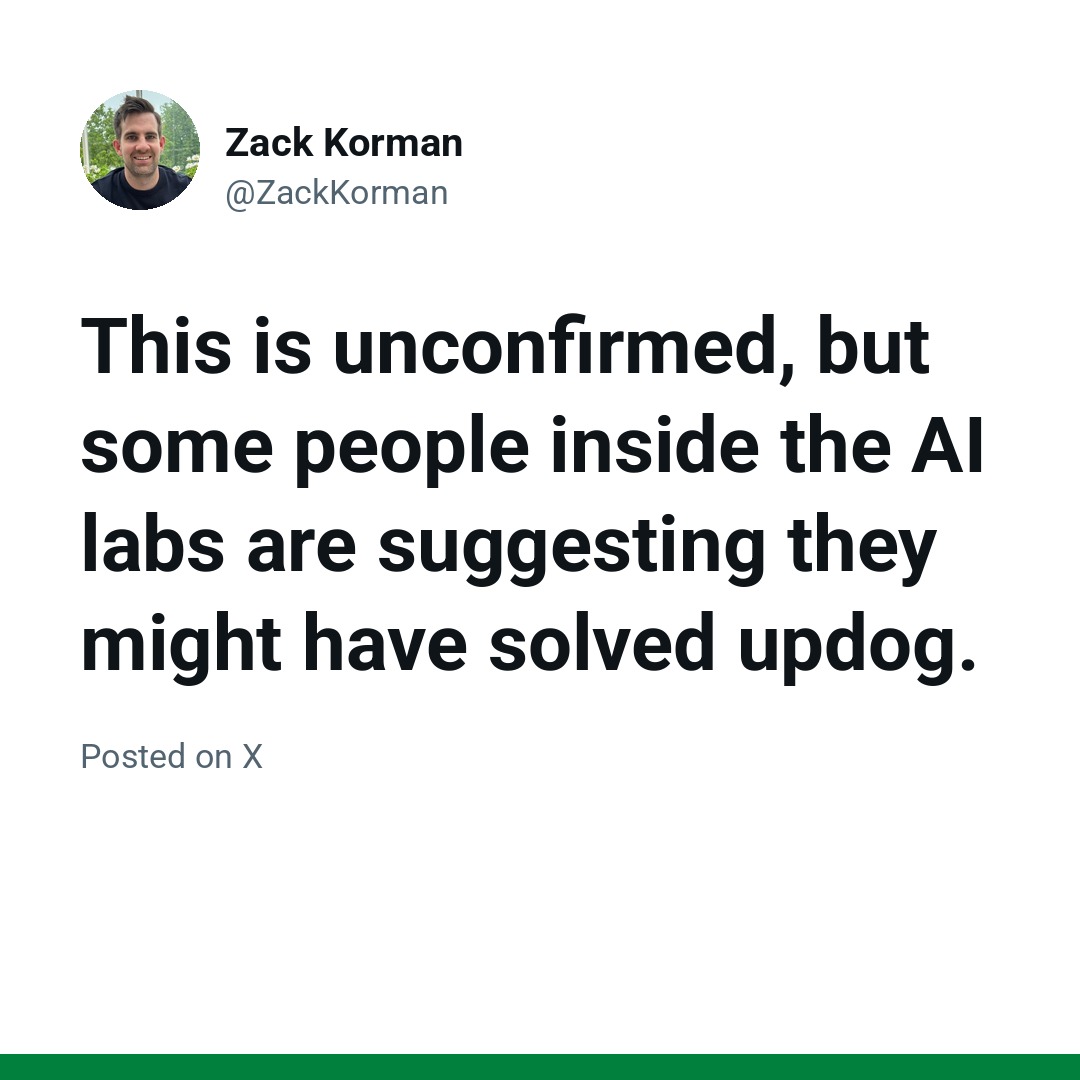 Zack Korman
@ZackKorman
This is unconfirmed, but
some people inside the AI
labs are suggesting they
might have solved updog.
Posted on X